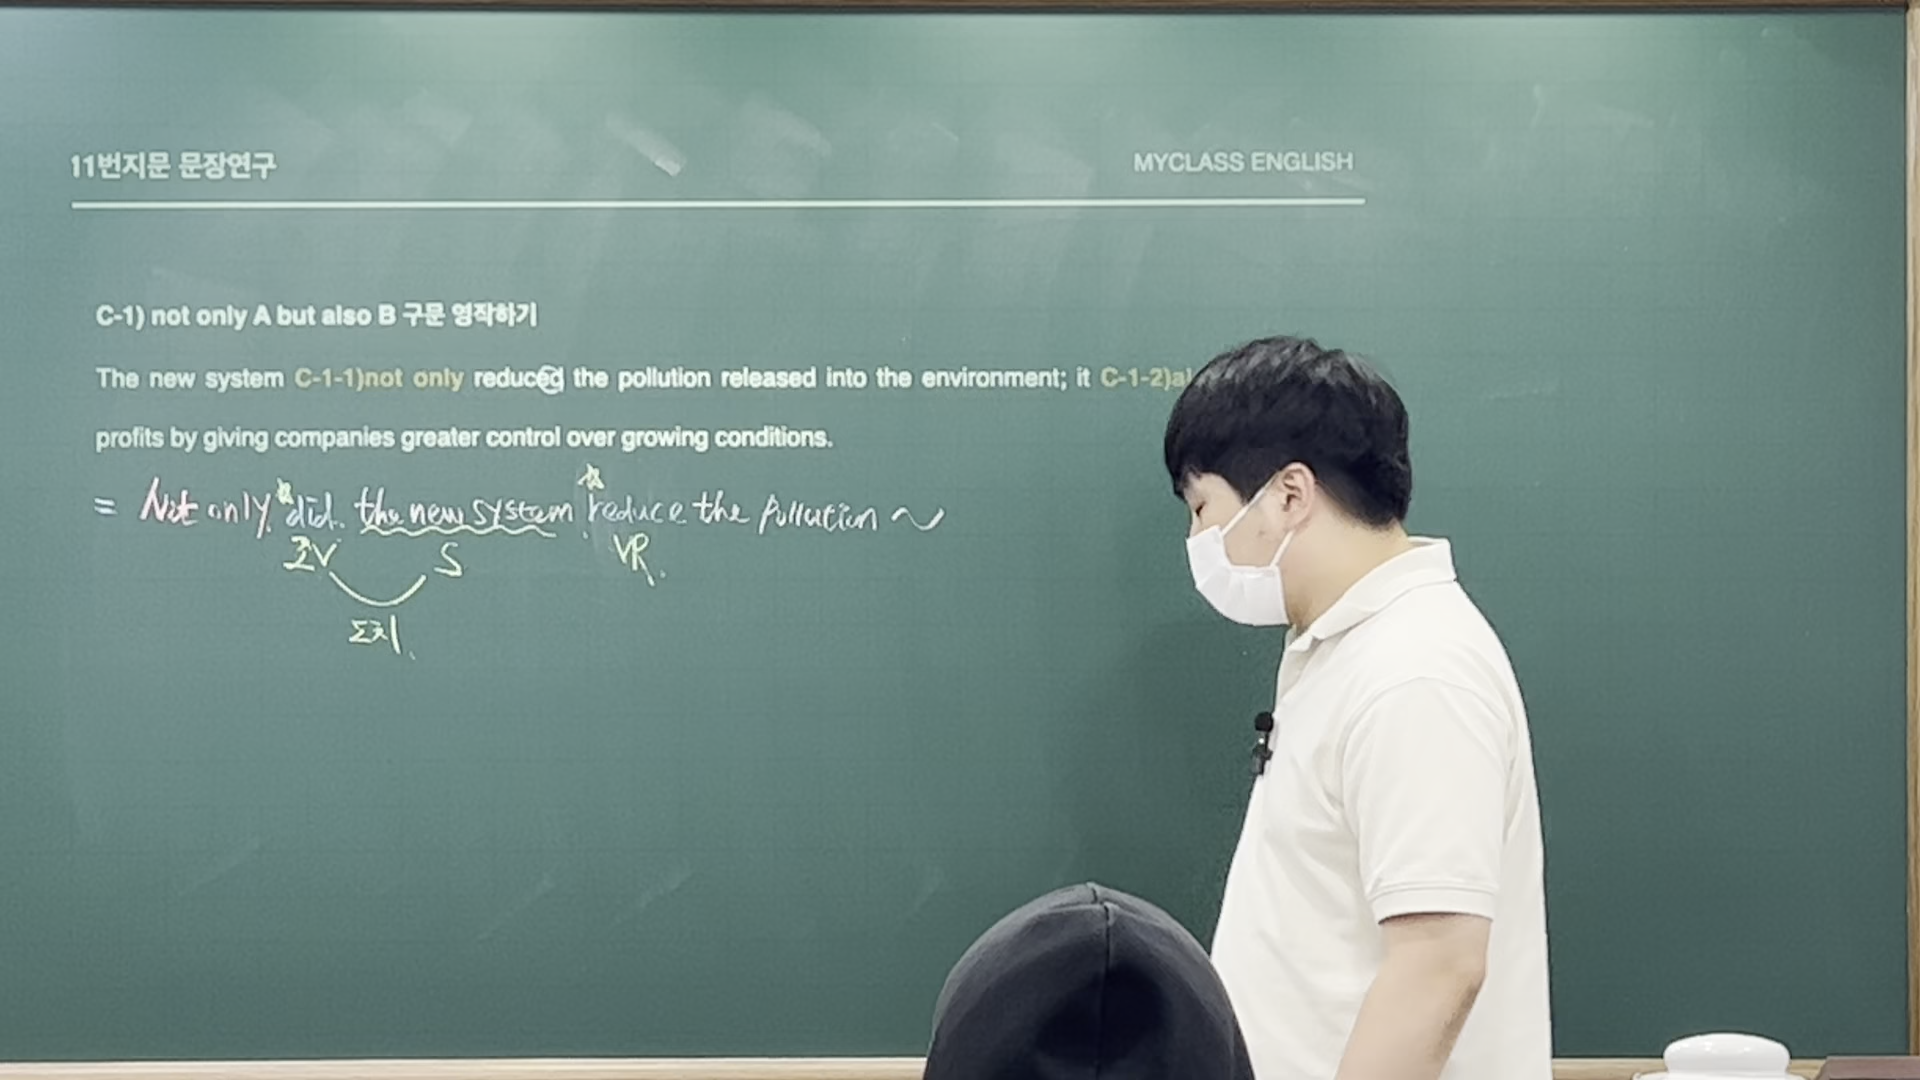 11번지문 문장연구
MYCLASS ENGLISH
C-1) not only A but also B 구문 영작하기
The new system C-1-1)not only reduced the pollution released into the environment; it C-1-2)al
profits by giving companies greater control over growing conditions.
= Not only did the new system reduce the pollution ~
조V S VR
도치